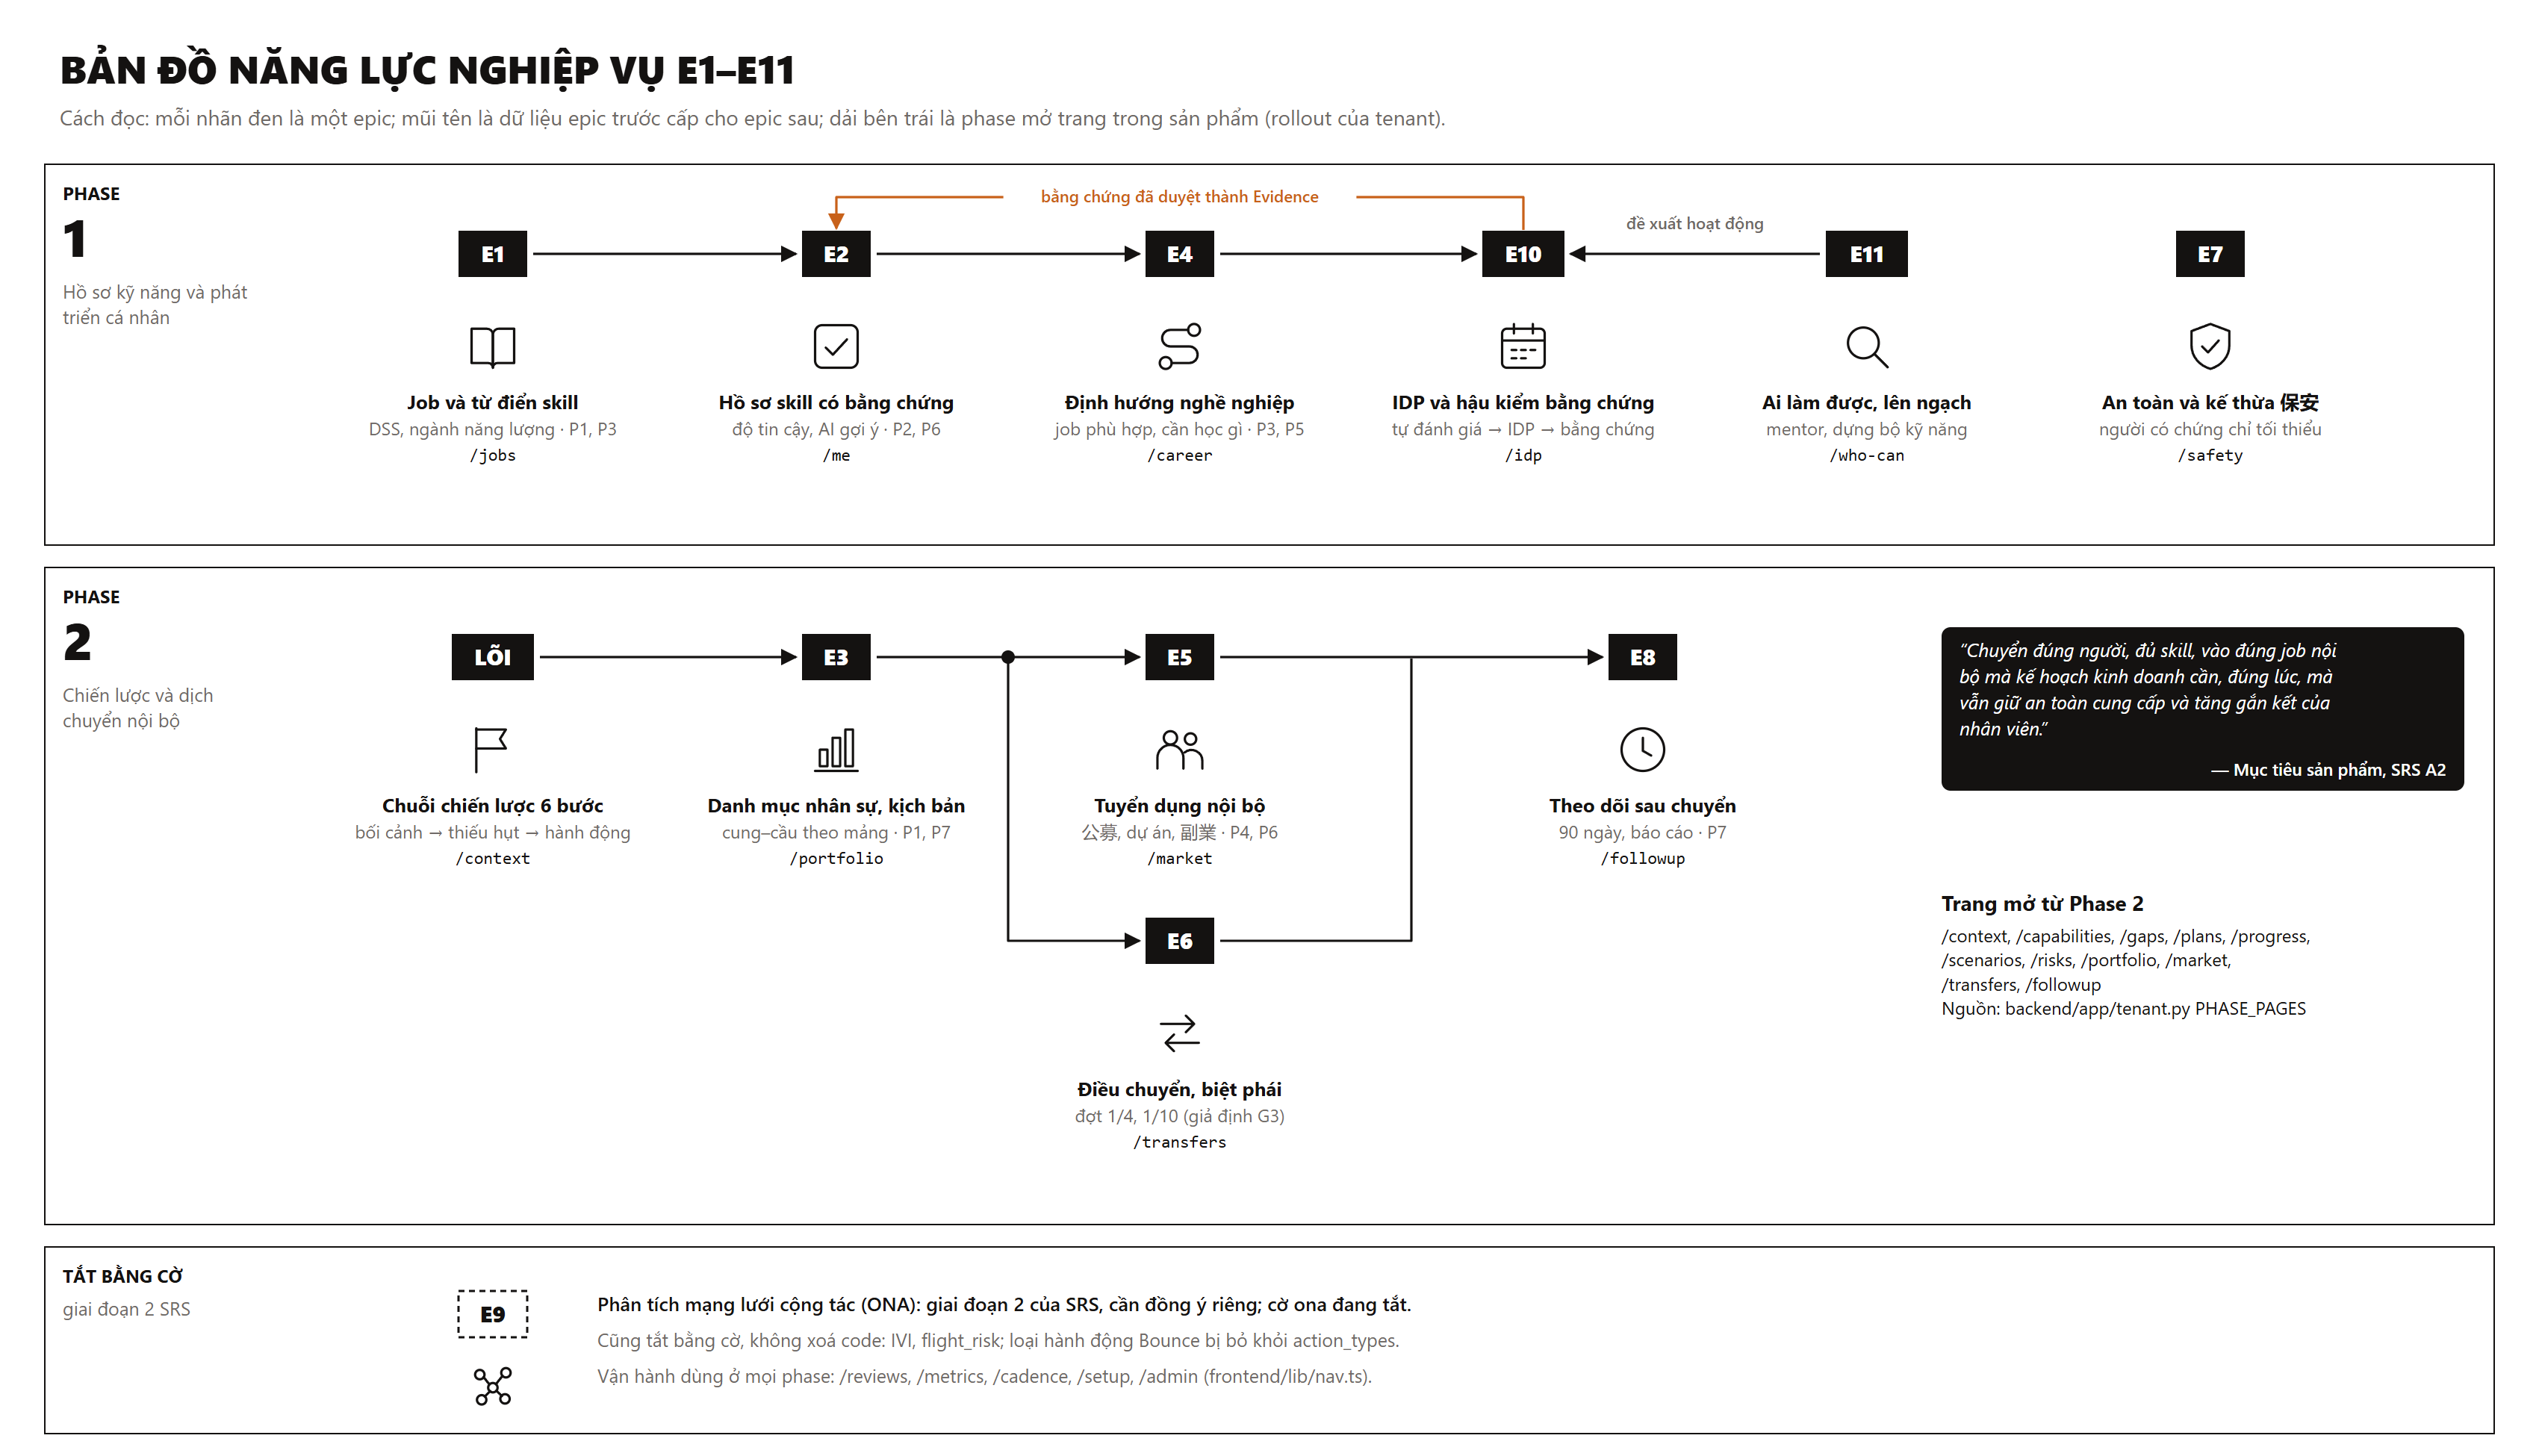 BẢN ĐỒ NĂNG LỰC NGHIỆP VỤ E1–E11
Cách đọc: mỗi nhãn đen là một epic; mũi tên là dữ liệu epic trước cấp cho epic sau; dải bên trái là phase mở trang trong sản phẩm (rollout của tenant).
PHASE
1
Hồ sơ kỹ năng và phát
triển cá nhân
bằng chứng đã duyệt thành Evidence
đề xuất hoạt động
E1
E2
E4
E10
E11
E7
Job và từ điển skill
DSS, ngành năng lượng · P1, P3
/jobs
Hồ sơ skill có bằng chứng
độ tin cậy, AI gợi ý · P2, P6
/me
Định hướng nghề nghiệp
job phù hợp, cần học gì · P3, P5
/career
IDP và hậu kiểm bằng chứng
tự đánh giá → IDP → bằng chứng
/idp
Ai làm được, lên ngạch
mentor, dựng bộ kỹ năng
/who-can
An toàn và kế thừa 保安
người có chứng chỉ tối thiểu
/safety
PHASE
2
Chiến lược và dịch
chuyển nội bộ
LÕI
E3
E5
E8
Chuỗi chiến lược 6 bước
bối cảnh → thiếu hụt → hành động
/context
Danh mục nhân sự, kịch bản
cung–cầu theo mảng · P1, P7
/portfolio
Tuyển dụng nội bộ
公募, dự án, 副業 · P4, P6
/market
Theo dõi sau chuyển
90 ngày, báo cáo · P7
/followup
E6
Điều chuyển, biệt phái
đợt 1/4, 1/10 (giả định G3)
/transfers
“Chuyển đúng người, đủ skill, vào đúng job nội
bộ mà kế hoạch kinh doanh cần, đúng lúc, mà
vẫn giữ an toàn cung cấp và tăng gắn kết của
nhân viên.”
— Mục tiêu sản phẩm, SRS A2
Trang mở từ Phase 2
/context, /capabilities, /gaps, /plans, /progress,
/scenarios, /risks, /portfolio, /market,
/transfers, /followup
Nguồn: backend/app/tenant.py PHASE_PAGES
TẮT BẰNG CỜ
giai đoạn 2 SRS
E9
Phân tích mạng lưới cộng tác (ONA): giai đoạn 2 của SRS, cần đồng ý riêng; cờ ona đang tắt.
Cũng tắt bằng cờ, không xoá code: IVI, flight_risk; loại hành động Bounce bị bỏ khỏi action_types.
Vận hành dùng ở mọi phase: /reviews, /metrics, /cadence, /setup, /admin (frontend/lib/nav.ts).